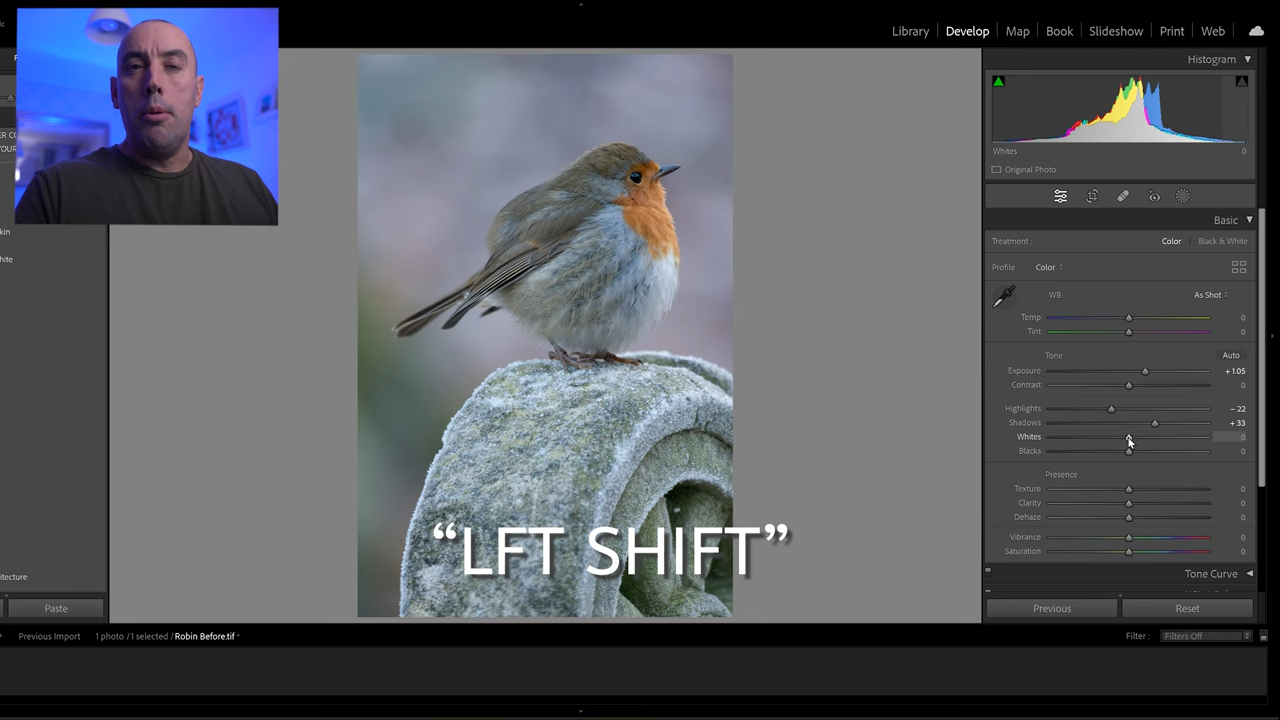 Library | Develop | Map | Book | Slideshow | Print | Web
Histogram
Whites 0
Original Photo
Basic
Treatment : Color | Black & White
Profile : Color
WB : As Shot
Temp 0
Tint 0
Tone Auto
Exposure + 1.05
Contrast 0
Highlights − 22
Shadows + 33
Whites 0
Blacks 0
Presence
Texture 0
Clarity 0
Dehaze 0
Vibrance 0
Saturation 0
Tone Curve
Previous Reset
“LFT SHIFT”
Paste
Previous Import 1 photo / 1 selected / Robin Before.tif
Filter : Filters Off